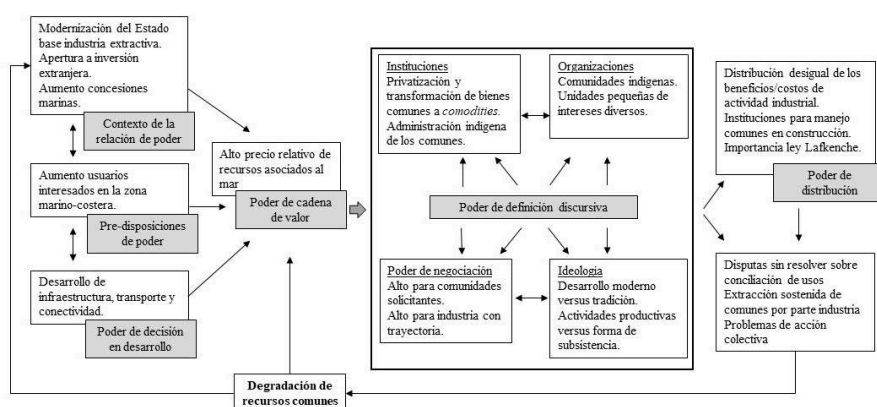 Modernización del Estado
base industria extractiva.
Apertura a inversión
extranjera.
Aumento concesiones
marinas.
Contexto de la
relación de poder
Aumento usuarios
interesados en la zona
marino-costera.
Pre-disposiciones
de poder
Desarrollo de
infraestructura, transporte y
conectividad.
Poder de decisión
en desarrollo
Alto precio relativo de
recursos asociados al
mar
Poder de cadena
de valor
Instituciones
Privatización y
transformación de bienes
comunes a comodities.
Administración indígena
de los comunes.
Organizaciones
Comunidades indígenas.
Unidades pequeñas de
intereses diversos.
Poder de definición discursiva
Poder de negociación
Alto para comunidades
solicitantes.
Alto para industria con
trayectoria.
Ideología
Desarrollo moderno
versus tradición.
Actividades productivas
versus forma de
subsistencia.
Distribución desigual de los
beneficios/costos de
actividad industrial.
Instituciones para manejo
comunes en construcción.
Importancia ley Lafkenche.
Poder de
distribución
Disputas sin resolver sobre
conciliación de usos
Extracción sostenida de
comunes por parte industria
Problemas de acción
colectiva
Degradación de
recursos comunes